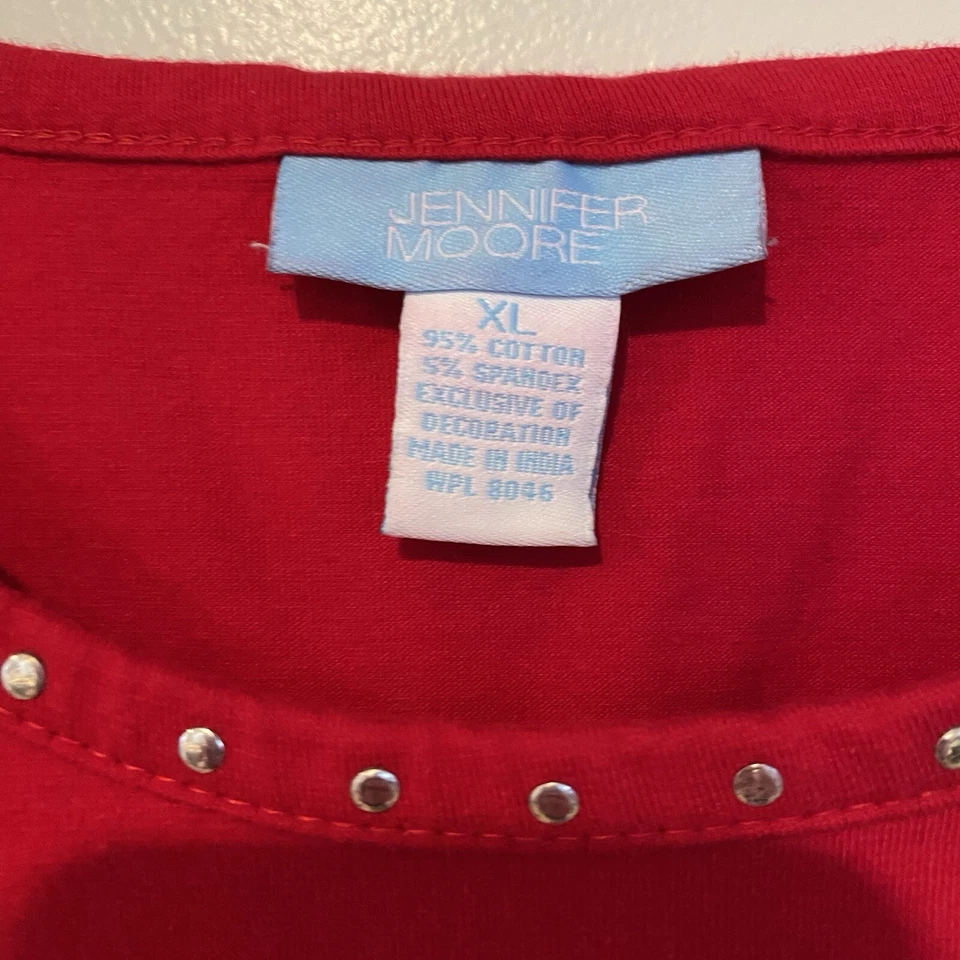 JENNIFER
MOORE
XL
95% COTTON
5% SPANDEX
EXCLUSIVE OF
DECORATION
MADE IN INDIA
WPL 8046